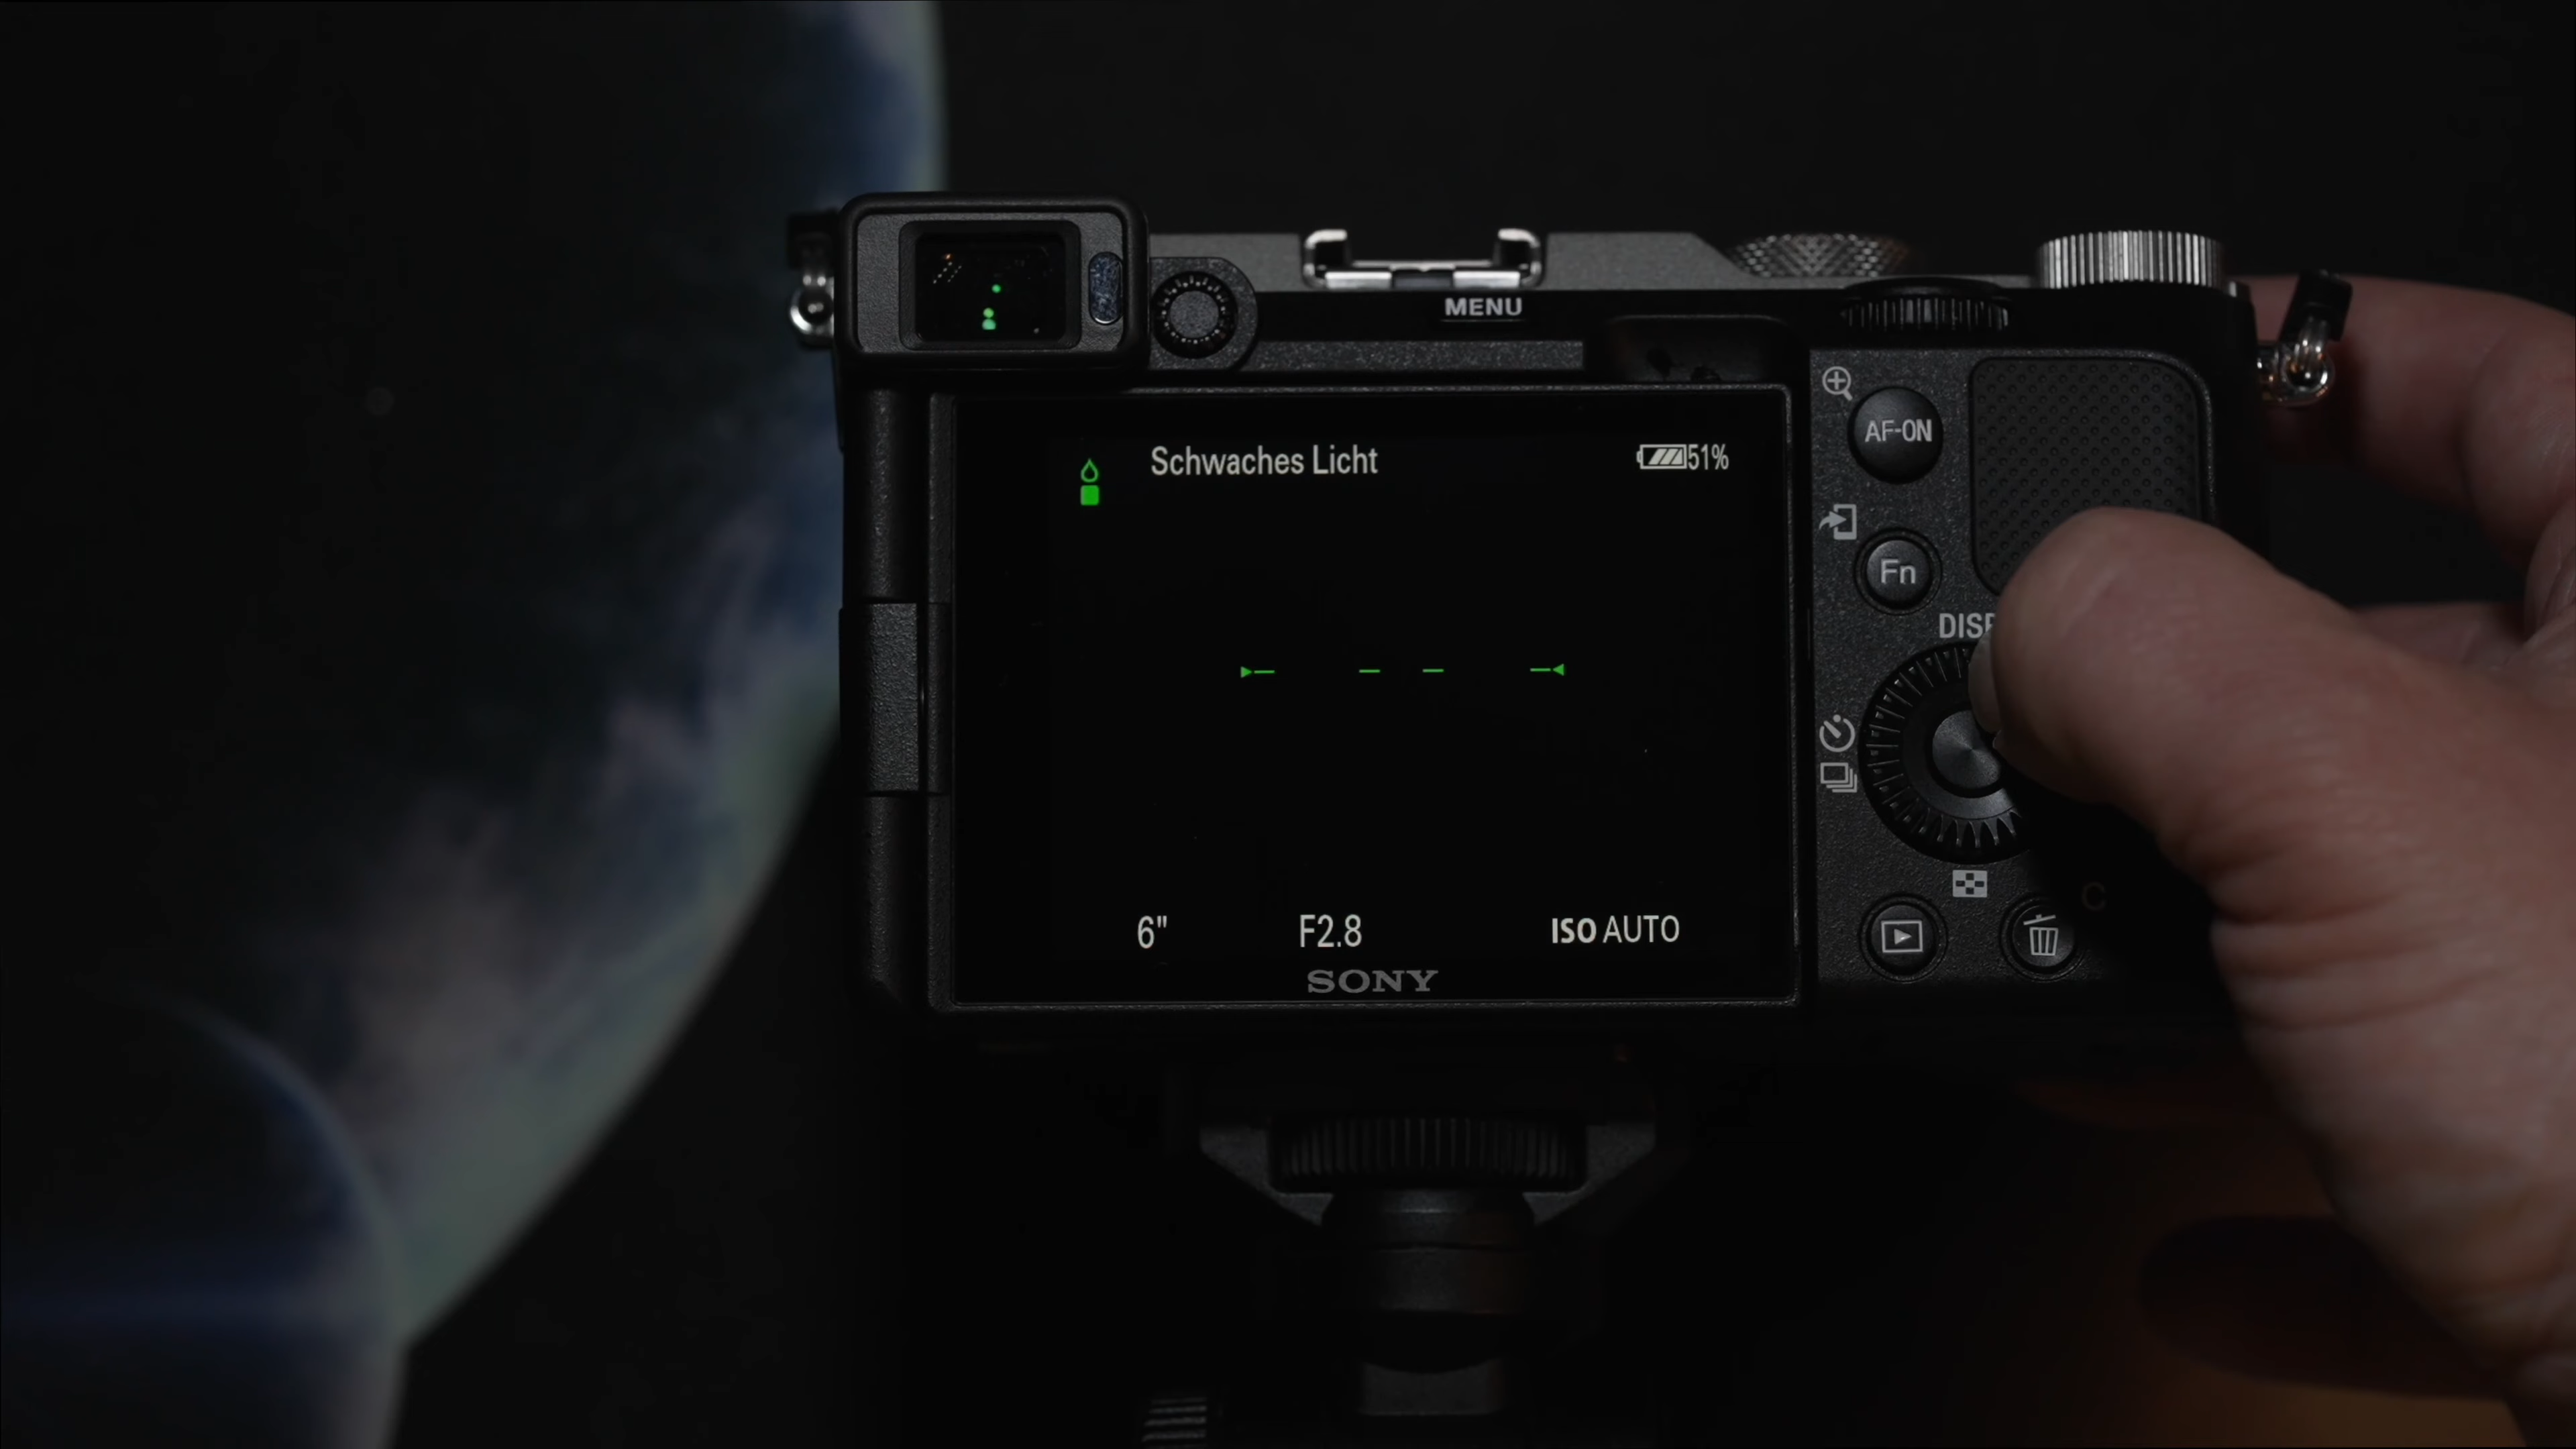 MENU
Schwaches Licht
51%
AF-ON
Fn
6"
F2.8
ISO AUTO
SONY
C